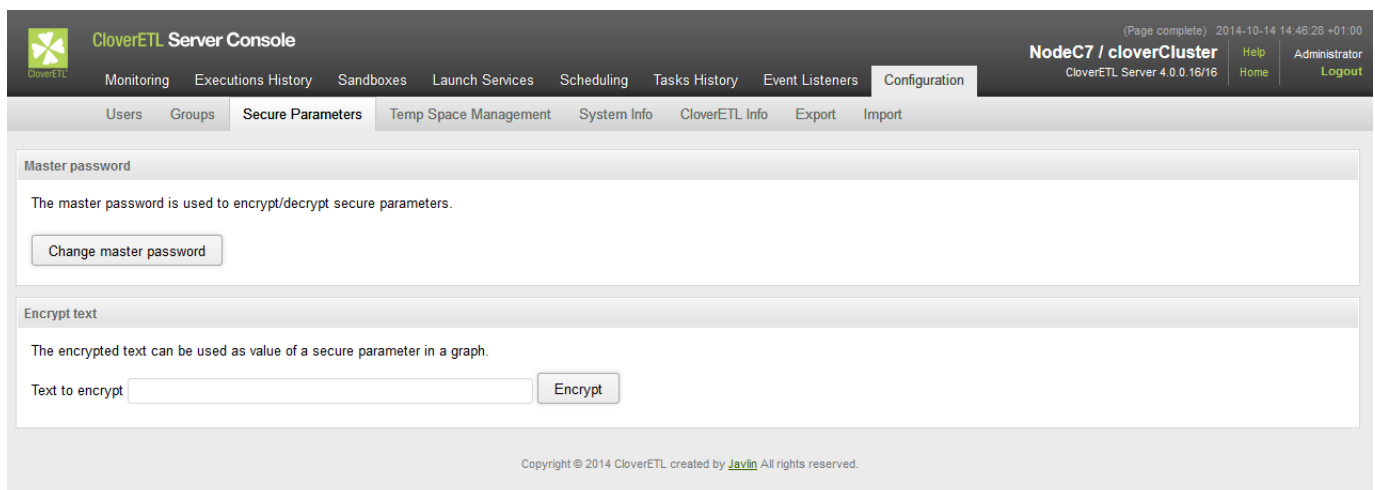 (Page complete) 2014-10-14 14:46:28 +01:00
CloverETL Server Console
NodeC7 / cloverCluster Help Administrator
CloverETL Server 4.0.0.16/16 Home Logout
CloverETL
Monitoring Executions History Sandboxes Launch Services Scheduling Tasks History Event Listeners Configuration
Users Groups Secure Parameters Temp Space Management System Info CloverETL Info Export Import
Master password
The master password is used to encrypt/decrypt secure parameters.
Change master password
Encrypt text
The encrypted text can be used as value of a secure parameter in a graph.
Text to encrypt Encrypt
Copyright © 2014 CloverETL created by Javlin All rights reserved.